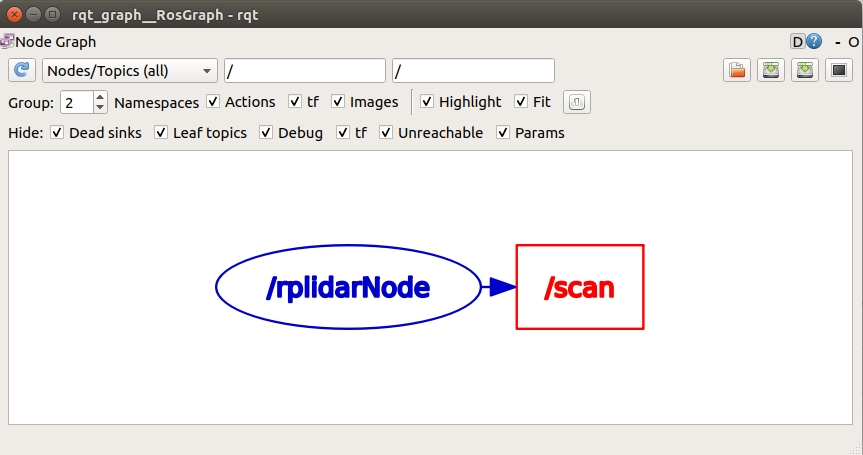 rqt_graph__RosGraph - rqt
Node Graph D ? - O
Nodes/Topics (all) / /
Group: 2 Namespaces Actions tf Images Highlight Fit
Hide: Dead sinks Leaf topics Debug tf Unreachable Params
/rplidarNode /scan